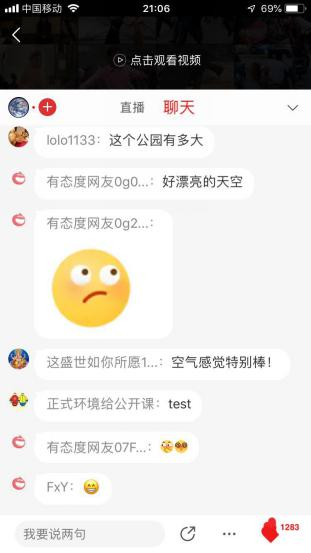 中国移动
21:06
69%
点击观看视频
直播
聊天
lolo1133：这个公园有多大
有态度网友0g0...：好漂亮的天空
有态度网友0g2...：
这盛世如你所愿1...：空气感觉特别棒！
正式环境给公开课：test
有态度网友07F...：
FxY：
我要说两句
1283